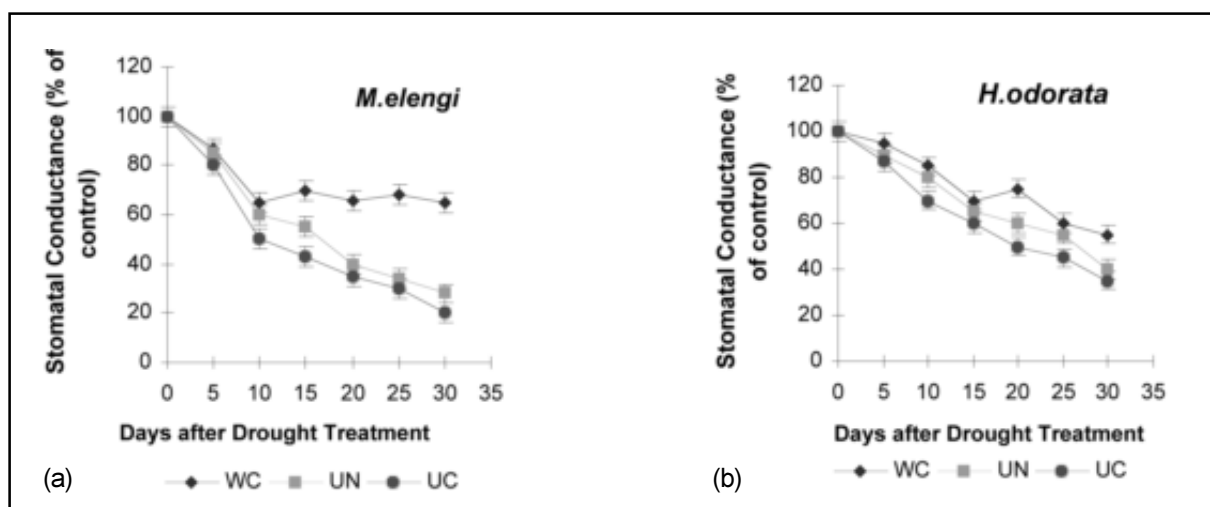 M.elengi
Stomatal Conductance (% of
control)
120
100
80
60
40
20
0
0 5 10 15 20 25 30 35
Days after Drought Treatment
WC UN UC
(a)
H.odorata
Stomatal Conductance (%
of control)
120
100
80
60
40
20
0
0 5 10 15 20 25 30 35
Days after Drought Treatment
WC UN UC
(b)